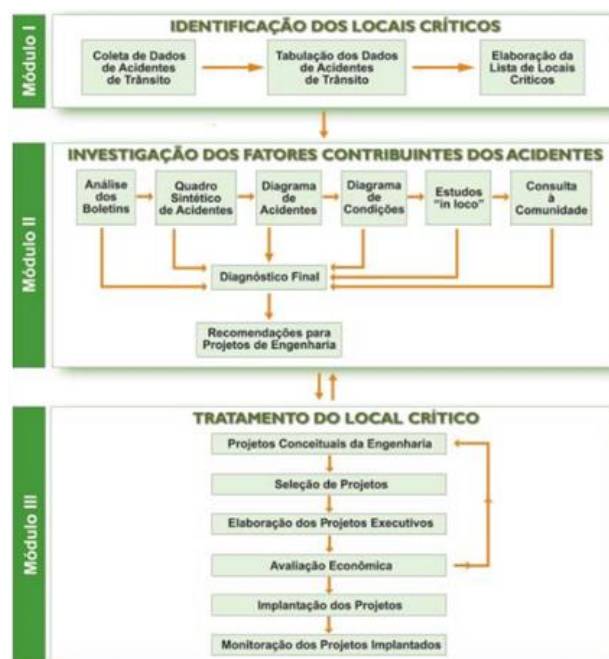 Módulo I
IDENTIFICAÇÃO DOS LOCAIS CRÍTICOS
Coleta de Dados
de Acidentes
de Trânsito
Tabulação dos Dados
de Acidentes
de Trânsito
Elaboração da
Lista de Locais
Críticos
Módulo II
INVESTIGAÇÃO DOS FATORES CONTRIBUINTES DOS ACIDENTES
Análise
dos
Boletins
Quadro
Sintético
de Acidentes
Diagrama
de
Acidentes
Diagrama
de
Condições
Estudos
"in loco"
Consulta
à
Comunidade
Diagnóstico Final
Recomendações para
Projetos de Engenharia
Módulo III
TRATAMENTO DO LOCAL CRÍTICO
Projetos Conceituais da Engenharia
Seleção de Projetos
Elaboração dos Projetos Executivos
Avaliação Econômica
Implantação dos Projetos
Monitoração dos Projetos Implantados